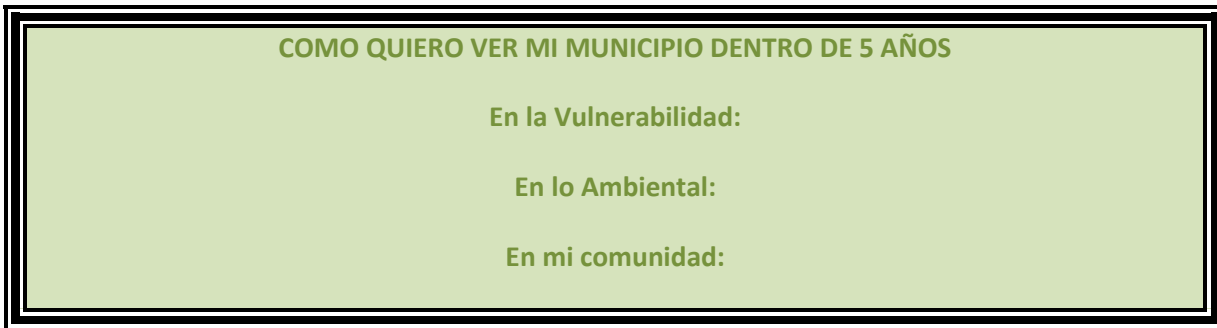 COMO QUIERO VER MI MUNICIPIO DENTRO DE 5 AÑOS
En la Vulnerabilidad:
En lo Ambiental:
En mi comunidad: